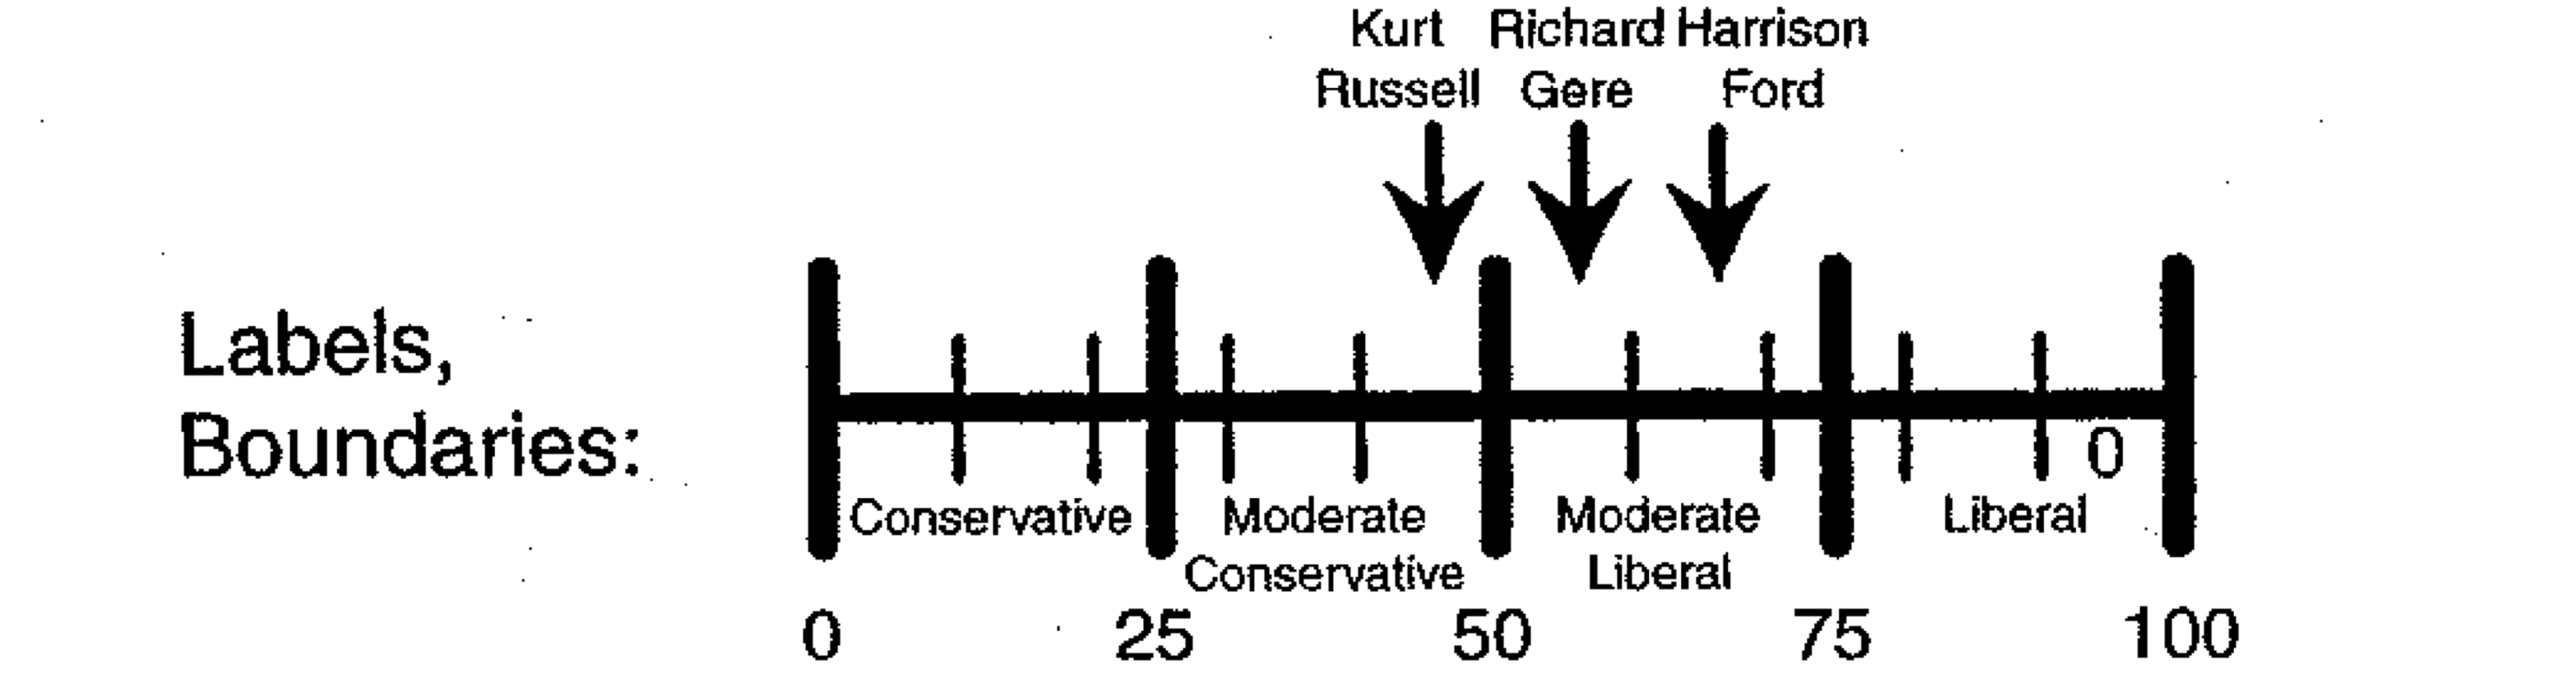 Kurt Richard Harrison
Russell Gere Ford
Labels,
Boundaries:
0
Conservative Moderate Moderate Liberal
Conservative Liberal
0 25 50 75 100